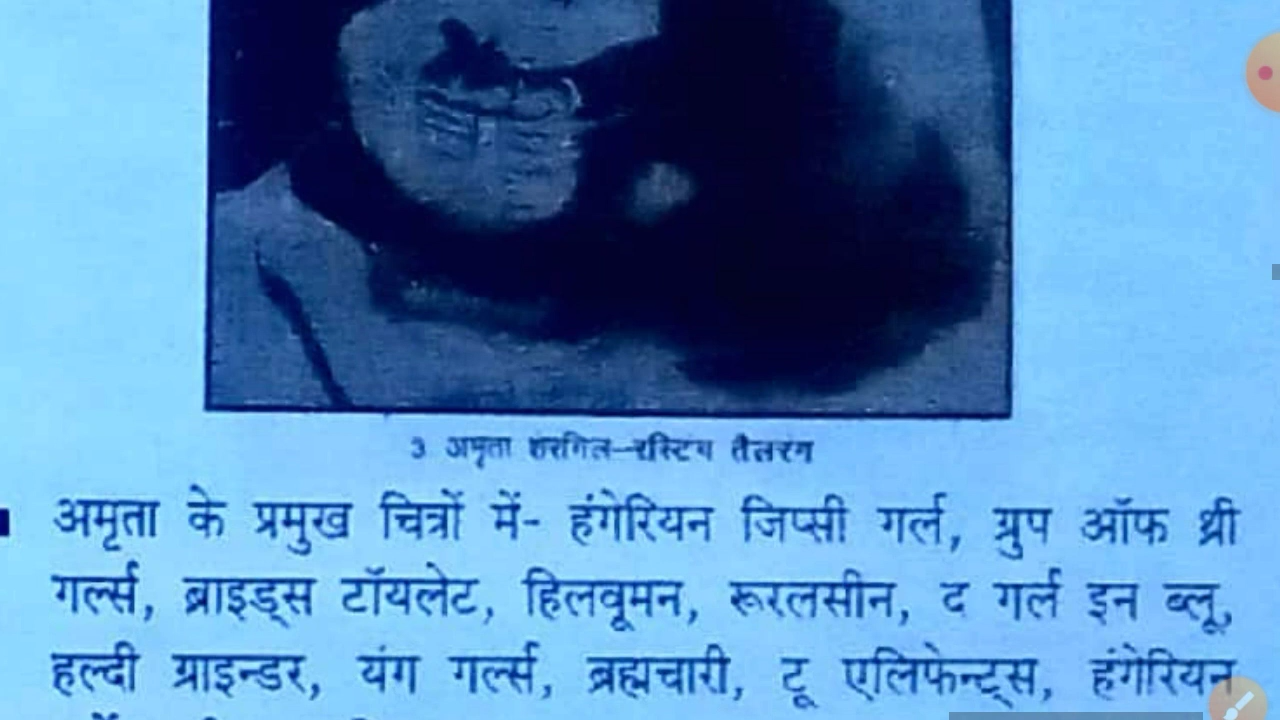 3 अमृता शेरगिल–रस्टिंग तैलरंग
अमृता के प्रमुख चित्रों में- हंगेरियन जिप्सी गर्ल, ग्रुप ऑफ थ्री
गर्ल्स, ब्राइड्स टॉयलेट, हिलवूमन, रूरलसीन, द गर्ल इन ब्लू,
हल्दी ग्राइन्डर, यंग गर्ल्स, ब्रह्मचारी, टू एलिफेन्ट्स, हंगेरियन